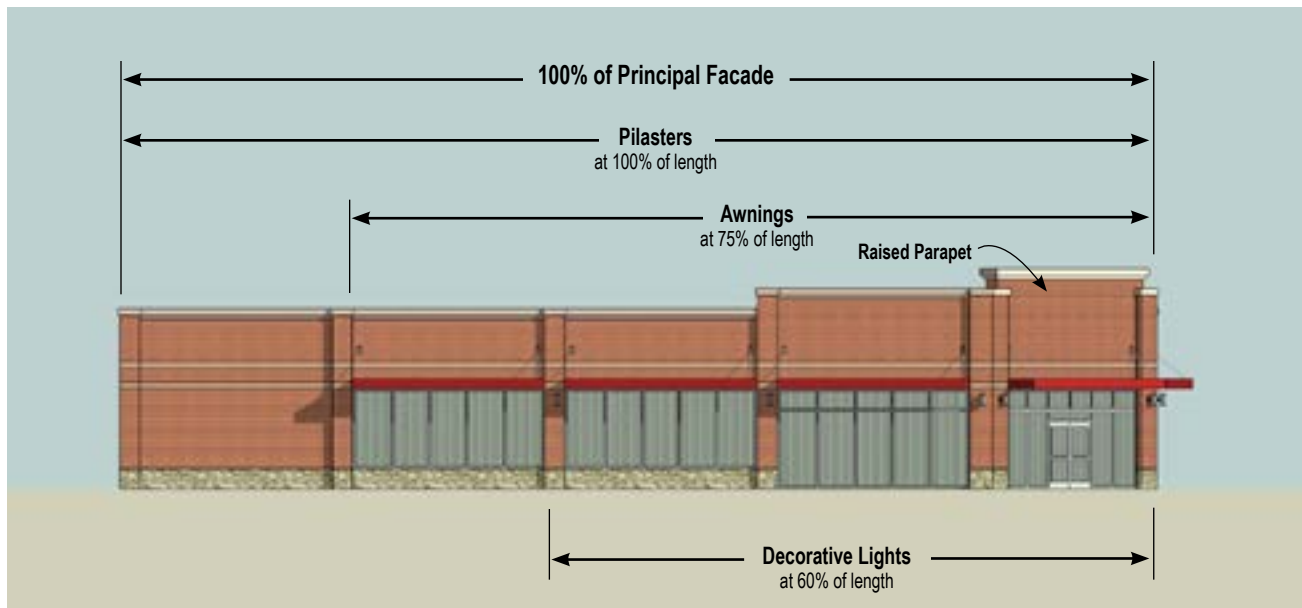 100% of Principal Facade
Pilasters
at 100% of length
Awnings
at 75% of length
Raised Parapet
Decorative Lights
at 60% of length